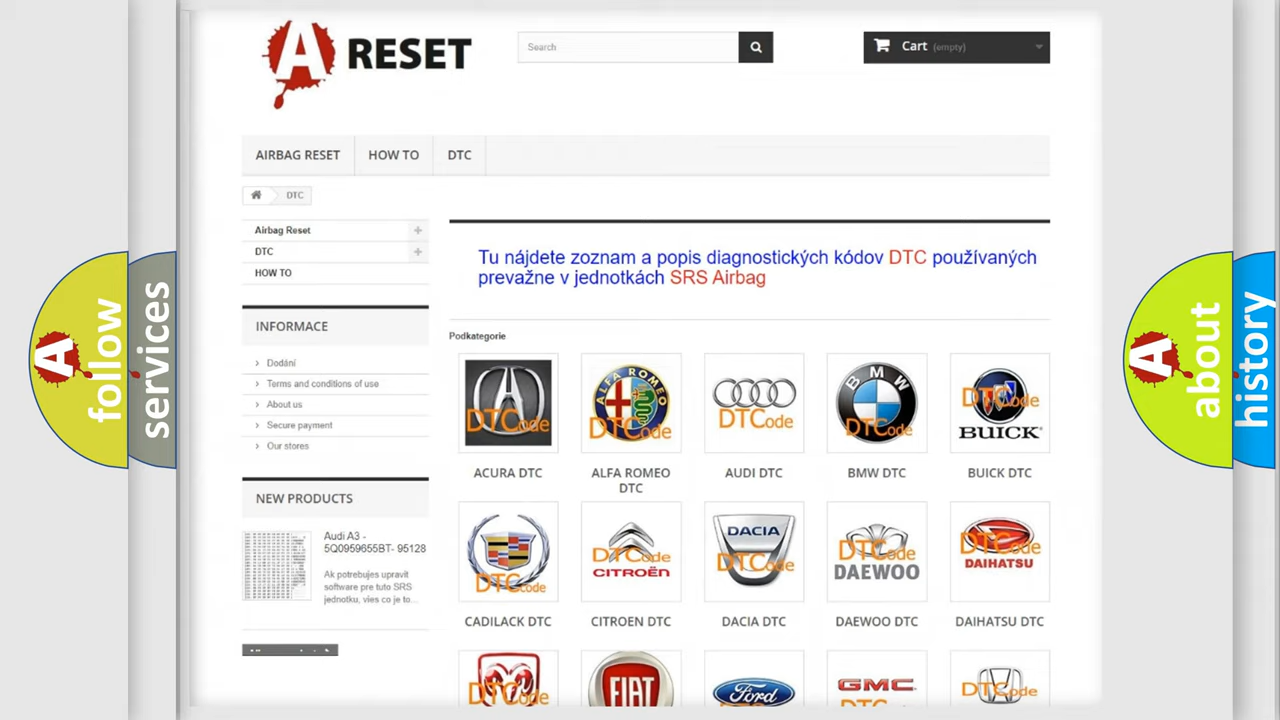 A RESET
Search
Cart (empty)
AIRBAG RESET
HOW TO
DTC
DTC
Airbag Reset
DTC
HOW TO
INFORMACE
Dodání
Terms and conditions of use
About us
Secure payment
Our stores
NEW PRODUCTS
Audi A3 -
5Q0959655BT- 95128
Ak potrebujes upravit
software pre tuto SRS
jednotku, vies co je to...
Tu nájdete zoznam a popis diagnostických kódov DTC používaných
prevažne v jednotkách SRS Airbag
Podkategorie
DTCode
ALFA ROMEO
DTCode
DTCode
BMW
DTCode
DTCode
BUICK
ACURA DTC
ALFA ROMEO
DTC
AUDI DTC
BMW DTC
BUICK DTC
DTCode
DTCode
CITROËN
DACIA
DTCode
DTCode
DAEWOO
DTCode
DAIHATSU
CADILACK DTC
CITROEN DTC
DACIA DTC
DAEWOO DTC
DAIHATSU DTC
DTCode
FIAT
Ford
GMC
DTCode
A follow
services
A about
history